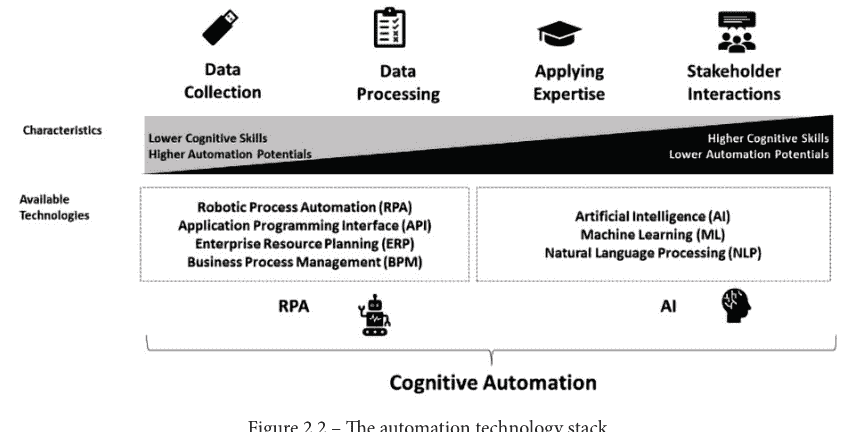 Data
Collection
Data
Processing
Applying
Expertise
Stakeholder
Interactions
Characteristics
Lower Cognitive Skills
Higher Automation Potentials
Higher Cognitive Skills
Lower Automation Potentials
Available
Technologies
Robotic Process Automation (RPA)
Application Programming Interface (API)
Enterprise Resource Planning (ERP)
Business Process Management (BPM)
Artificial Intelligence (AI)
Machine Learning (ML)
Natural Language Processing (NLP)
RPA
AI
Cognitive Automation
Figure 2.2 – The automation technology stack